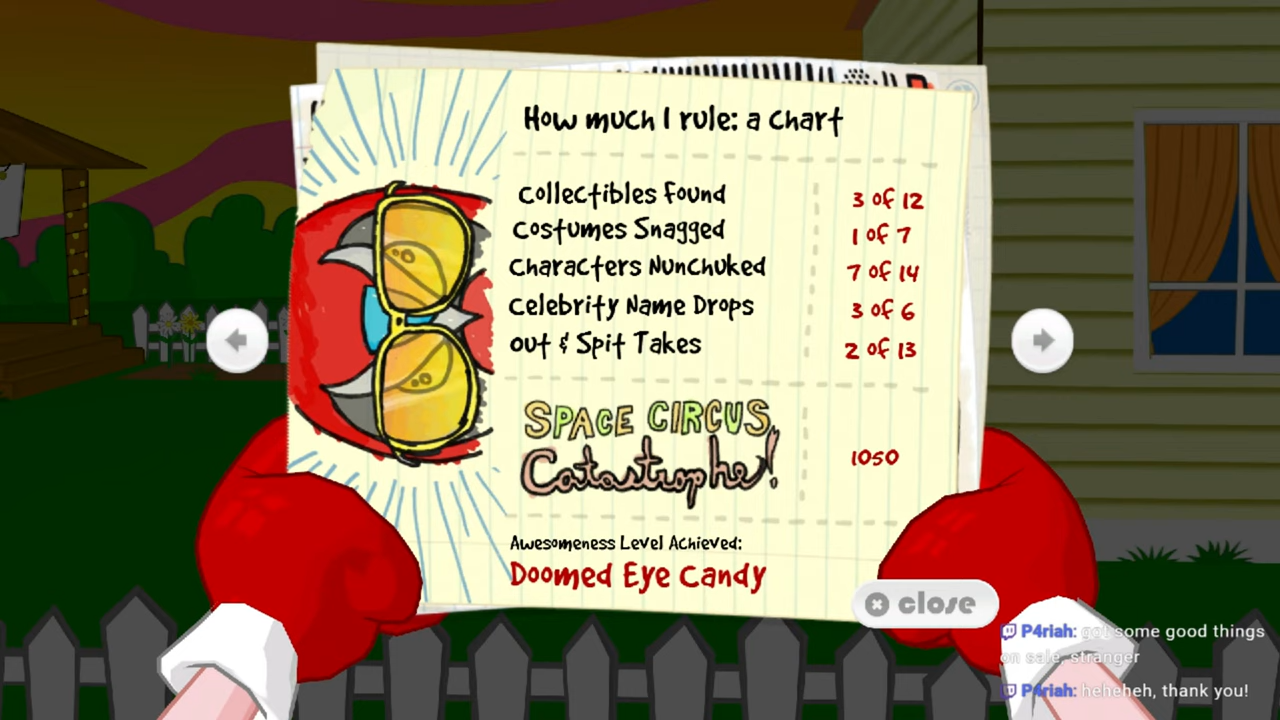 How much I rule: a chart
Collectibles Found 3 of 12
Costumes Snagged 1 of 7
Characters Nunchuked 7 of 14
Celebrity Name Drops 3 of 6
Out & Spit Takes 2 of 13
SPACE CIRCUS
Catastrophe! 1050
Awesomeness Level Achieved:
Doomed Eye Candy
close
P4riah: gg! some good things
on sale, stranger
P4riah: heheheh, thank you!